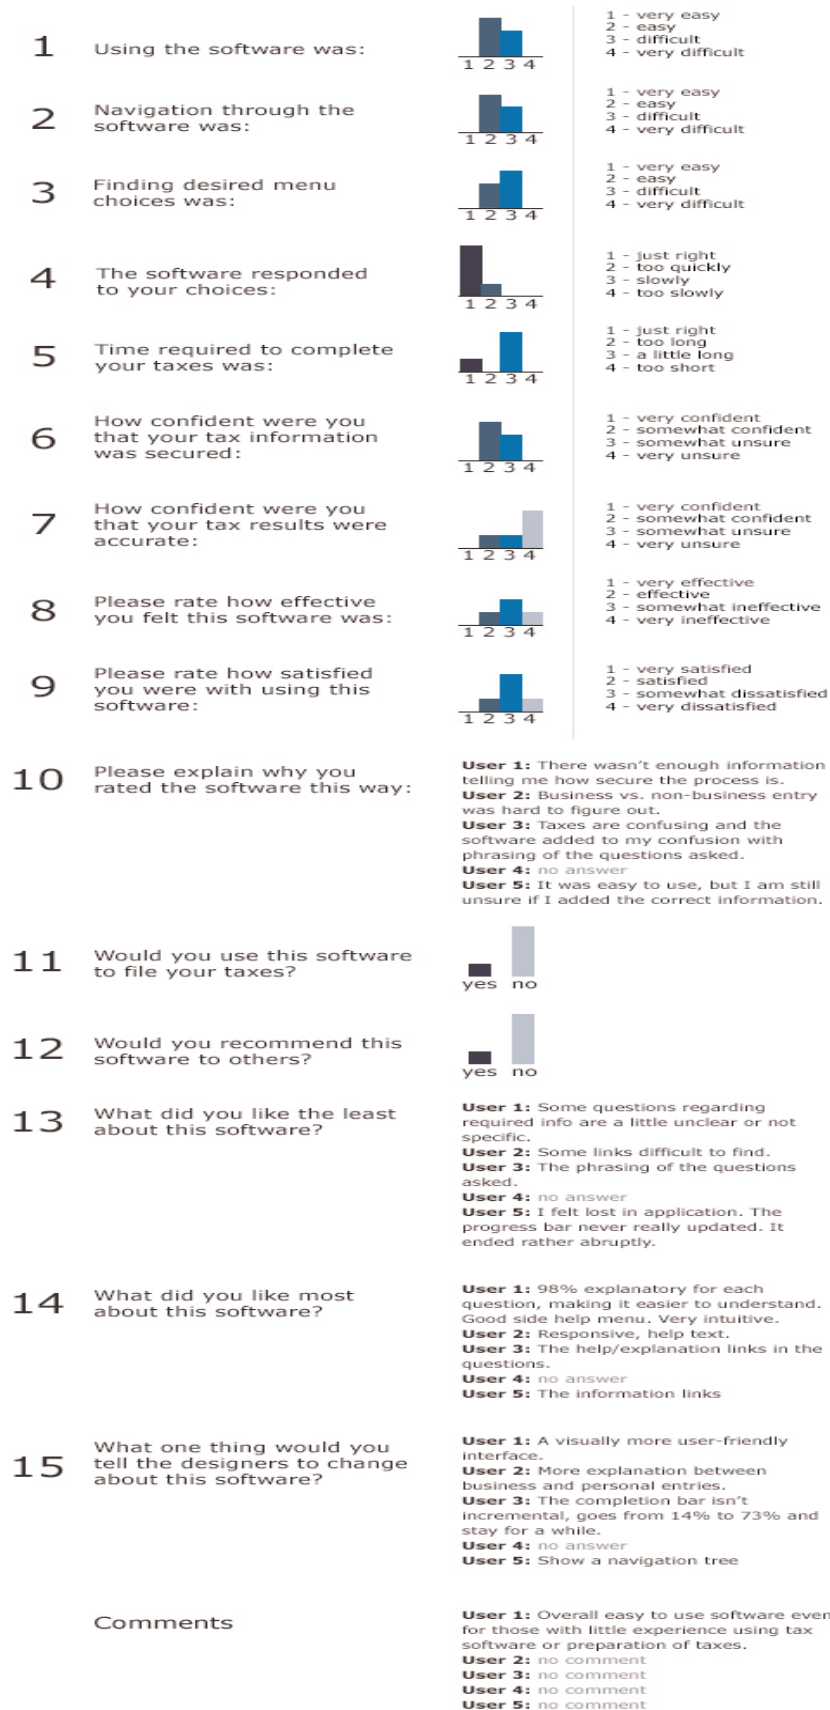 1
Using the software was:
1 2 3 4
1 - very easy
2 - easy
3 - difficult
4 - very difficult
2
Navigation through the
software was:
1 2 3 4
1 - very easy
2 - easy
3 - difficult
4 - very difficult
3
Finding desired menu
choices was:
1 2 3 4
1 - very easy
2 - easy
3 - difficult
4 - very difficult
4
The software responded
to your choices:
1 2 3 4
1 - just right
2 - too quickly
3 - slowly
4 - too slowly
5
Time required to complete
your taxes was:
1 2 3 4
1 - just right
2 - too long
3 - a little long
4 - too short
6
How confident were you
that your tax information
was secured:
1 2 3 4
1 - very confident
2 - somewhat confident
3 - somewhat unsure
4 - very unsure
7
How confident were you
that your tax results were
accurate:
1 2 3 4
1 - very confident
2 - somewhat confident
3 - somewhat unsure
4 - very unsure
8
Please rate how effective
you felt this software was:
1 2 3 4
1 - very effective
2 - effective
3 - somewhat ineffective
4 - very ineffective
9
Please rate how satisfied
you were with using this
software:
1 2 3 4
1 - very satisfied
2 - satisfied
3 - somewhat dissatisfied
4 - very dissatisfied
10
Please explain why you
rated the software this way:
User 1: There wasn't enough information
telling me how secure the process is.
User 2: Business vs. non-business entry
was hard to figure out.
User 3: Taxes are confusing and the
software added to my confusion with
phrasing of the questions asked.
User 4: no answer
User 5: It was easy to use, but I am still
unsure if I added the correct information.
11
Would you use this software
to file your taxes?
yes no
12
Would you recommend this
software to others?
yes no
13
What did you like the least
about this software?
User 1: Some questions regarding
required info are a little unclear or not
specific.
User 2: Some links difficult to find.
User 3: The phrasing of the questions
asked.
User 4: no answer
User 5: I felt lost in application. The
progress bar never really updated. It
ended rather abruptly.
14
What did you like most
about this software?
User 1: 98% explanatory for each
question, making it easier to understand.
Good side help menu. Very intuitive.
User 2: Responsive, help text.
User 3: The help/explanation links in the
questions.
User 4: no answer
User 5: The information links
15
What one thing would you
tell the designers to change
about this software?
User 1: A visually more user-friendly
interface.
User 2: More explanation between
business and personal entries.
User 3: The completion bar isn't
incremental, goes from 14% to 73% and
stay for a while.
User 4: no answer
User 5: Show a navigation tree
Comments
User 1: Overall easy to use software even
for those with little experience using tax
software or preparation of taxes.
User 2: no comment
User 3: no comment
User 4: no comment
User 5: no comment